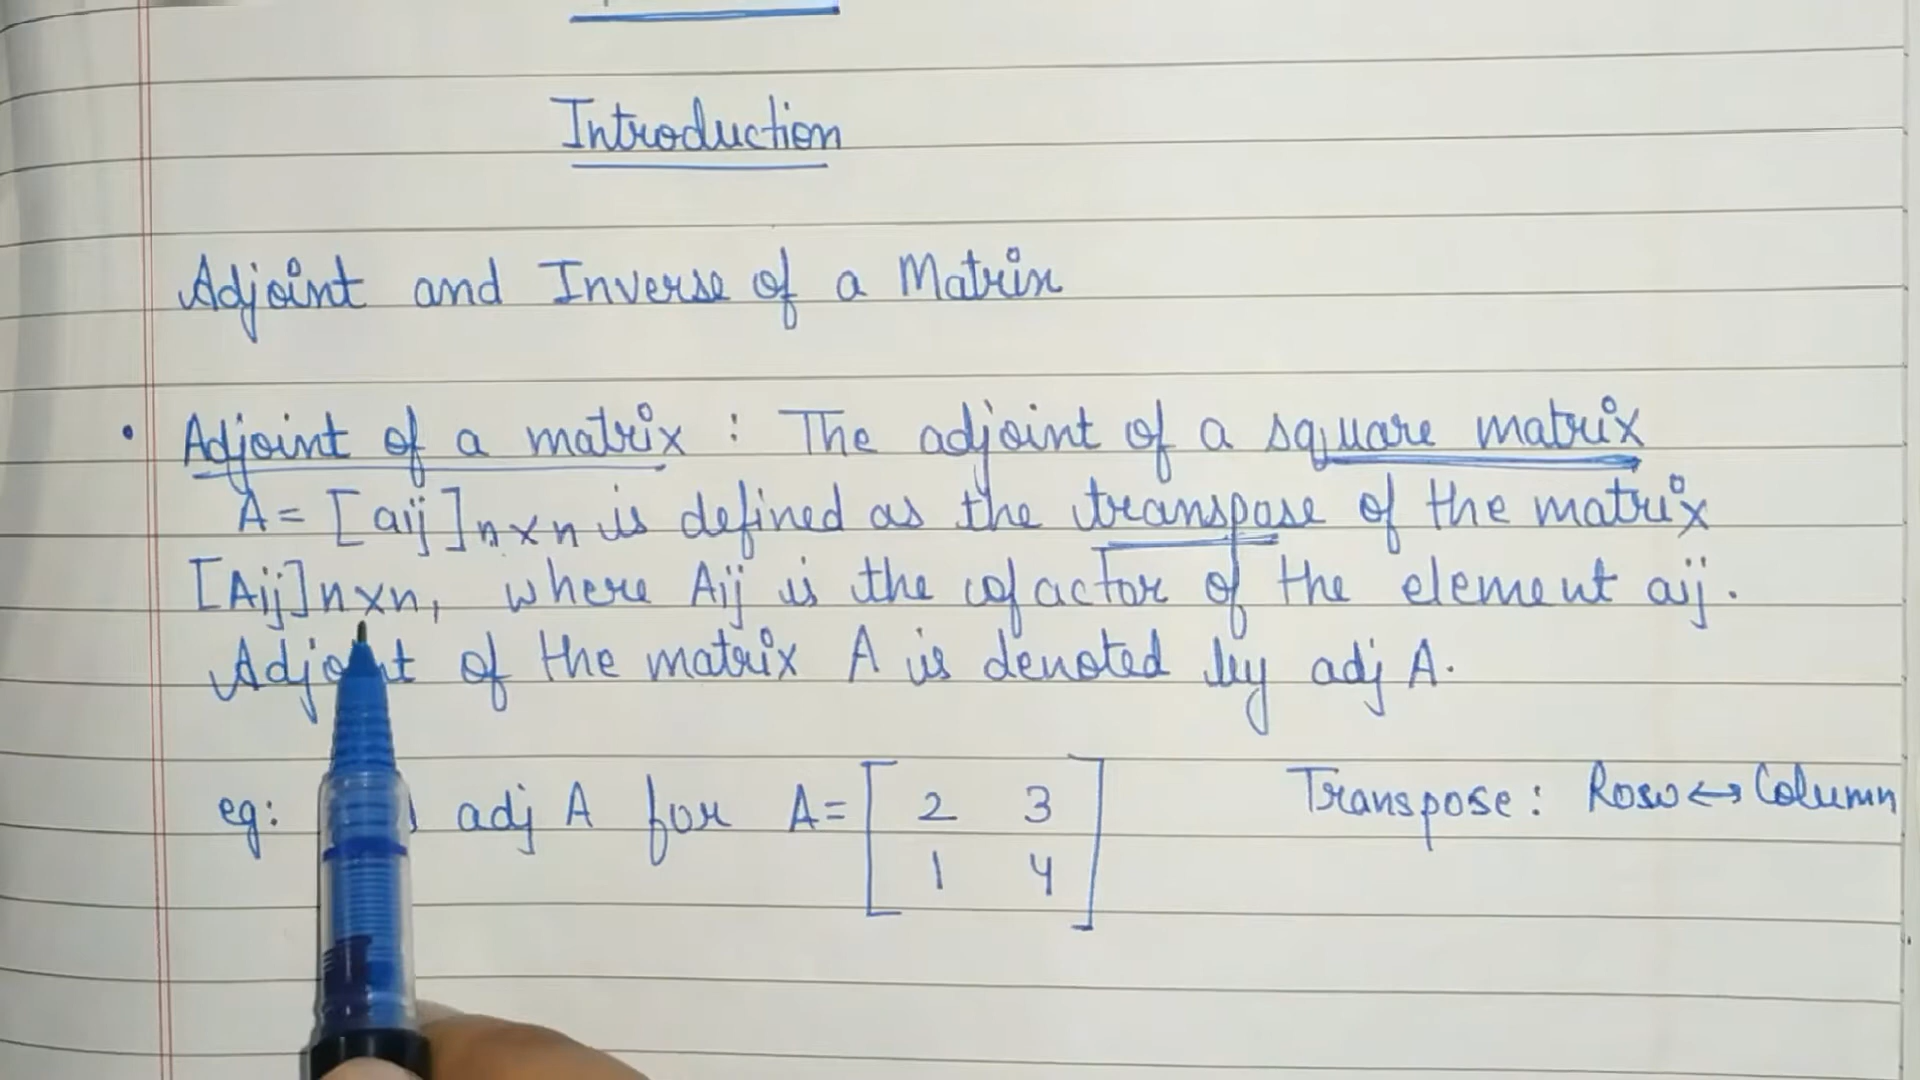 Introduction
Adjoint and Inverse of a Matrix
• Adjoint of a matrix : The adjoint of a square matrix
A = [aij]n×n is defined as the transpose of the matrix
[Aij]n×n, where Aij is the cofactor of the element aij.
of the matrix A is denoted by adj A.
eg: adj A for A = [ 2 3
1 4 ]
Transpose : Row ↔ Column